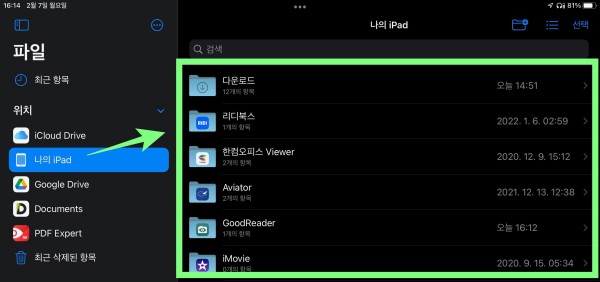 16:14 2월 7일 월요일
81%
파일
최근 항목
위치
iCloud Drive
나의 iPad
Google Drive
Documents
PDF Expert
최근 삭제된 항목
나의 iPad
선택
검색
다운로드
12개의 항목
오늘 14:51
리디북스
1개의 항목
2022. 1. 6. 02:59
RIDI
한컴오피스 Viewer
2개의 항목
2020. 12. 9. 15:12
Aviator
2개의 항목
2021. 12. 13. 12:38
GoodReader
1개의 항목
오늘 16:12
iMovie
0개의 항목
2020. 9. 15. 05:34